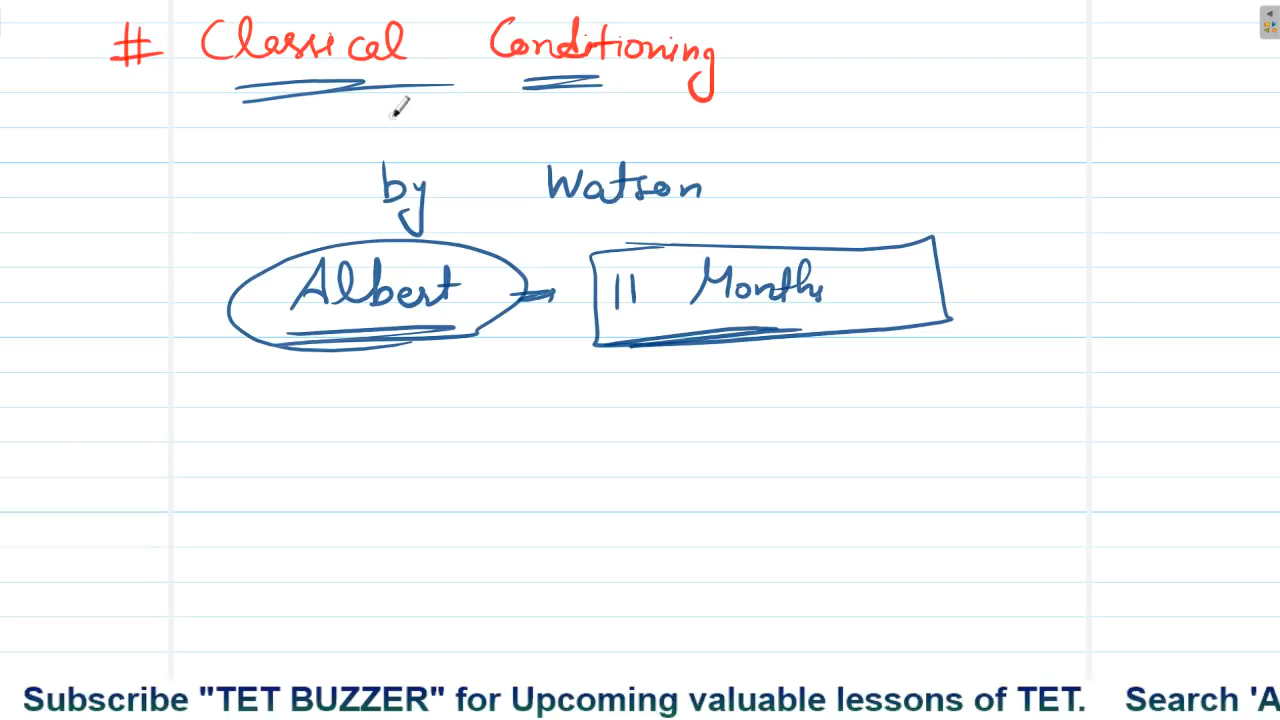 # Classical Conditioning
by Watson
Albert 11 Months
Subscribe "TET BUZZER" for Upcoming valuable lessons of TET. Search 'A